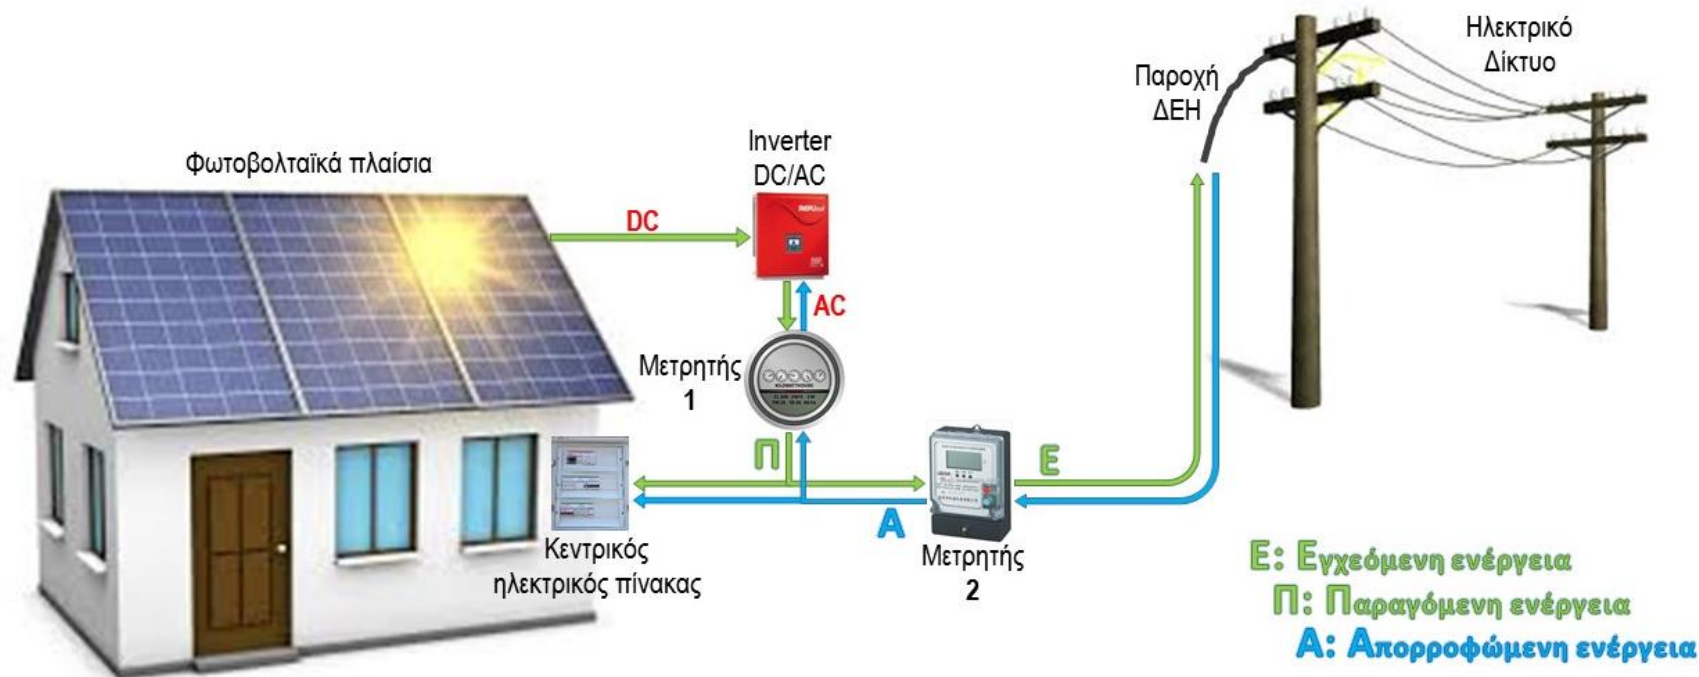 Ηλεκτρικό
Δίκτυο
Παροχή
ΔΕΗ
Inverter
DC/AC
Φωτοβολταϊκά πλαίσια
DC
AC
Μετρητής
1
Π
Ε
Α
Κεντρικός
ηλεκτρικός πίνακας
Μετρητής
2
Ε: Εγχεόμενη ενέργεια
Π: Παραγόμενη ενέργεια
Α: Απορροφώμενη ενέργεια